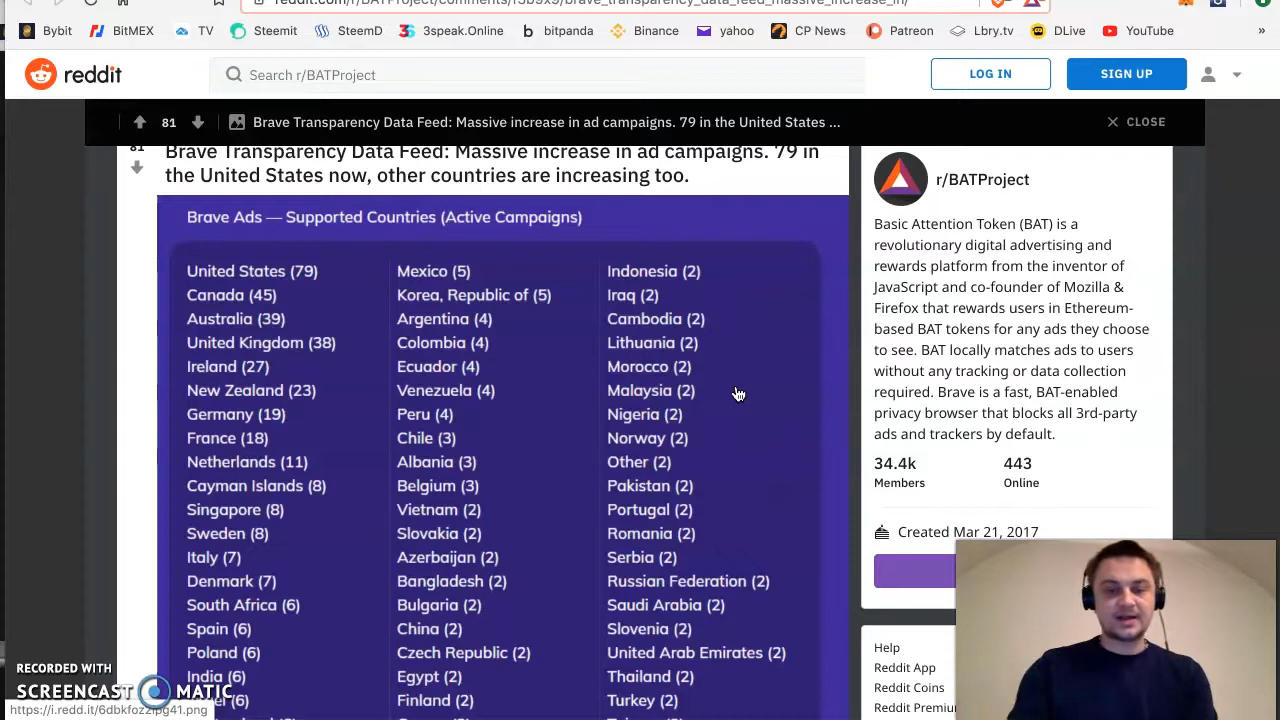 reddit.com/r/BATProject/comments/f3b9x9/brave_transparency_data_feed_massive_increase_in/
Bybit BitMEX TV Steemit SteemD 3speak.Online bitpanda Binance yahoo CP News Patreon Lbry.tv DLive YouTube »
reddit Search r/BATProject LOG IN SIGN UP
81 Brave Transparency Data Feed: Massive increase in ad campaigns. 79 in the United States ... CLOSE
81
Brave Transparency Data Feed: Massive increase in ad campaigns. 79 in
the United States now, other countries are increasing too.
Brave Ads — Supported Countries (Active Campaigns)
United States (79)
Canada (45)
Australia (39)
United Kingdom (38)
Ireland (27)
New Zealand (23)
Germany (19)
France (18)
Netherlands (11)
Cayman Islands (8)
Singapore (8)
Sweden (8)
Italy (7)
Denmark (7)
South Africa (6)
Spain (6)
Poland (6)
India (6)
(6)
Mexico (5)
Korea, Republic of (5)
Argentina (4)
Colombia (4)
Ecuador (4)
Venezuela (4)
Peru (4)
Chile (3)
Albania (3)
Belgium (3)
Vietnam (2)
Slovakia (2)
Azerbaijan (2)
Bangladesh (2)
Bulgaria (2)
China (2)
Czech Republic (2)
Egypt (2)
Finland (2)
Indonesia (2)
Iraq (2)
Cambodia (2)
Lithuania (2)
Morocco (2)
Malaysia (2)
Nigeria (2)
Norway (2)
Other (2)
Pakistan (2)
Portugal (2)
Romania (2)
Serbia (2)
Russian Federation (2)
Saudi Arabia (2)
Slovenia (2)
United Arab Emirates (2)
Thailand (2)
Turkey (2)
r/BATProject
Basic Attention Token (BAT) is a
revolutionary digital advertising and
rewards platform from the inventor of
JavaScript and co-founder of Mozilla &
Firefox that rewards users in Ethereum-
based BAT tokens for any ads they choose
to see. BAT locally matches ads to users
without any tracking or data collection
required. Brave is a fast, BAT-enabled
privacy browser that blocks all 3rd-party
ads and trackers by default.
34.4k 443
Members Online
Created Mar 21, 2017
Help
Reddit App
Reddit Coins
Reddit Premiu
RECORDED WITH
SCREENCAST MATIC